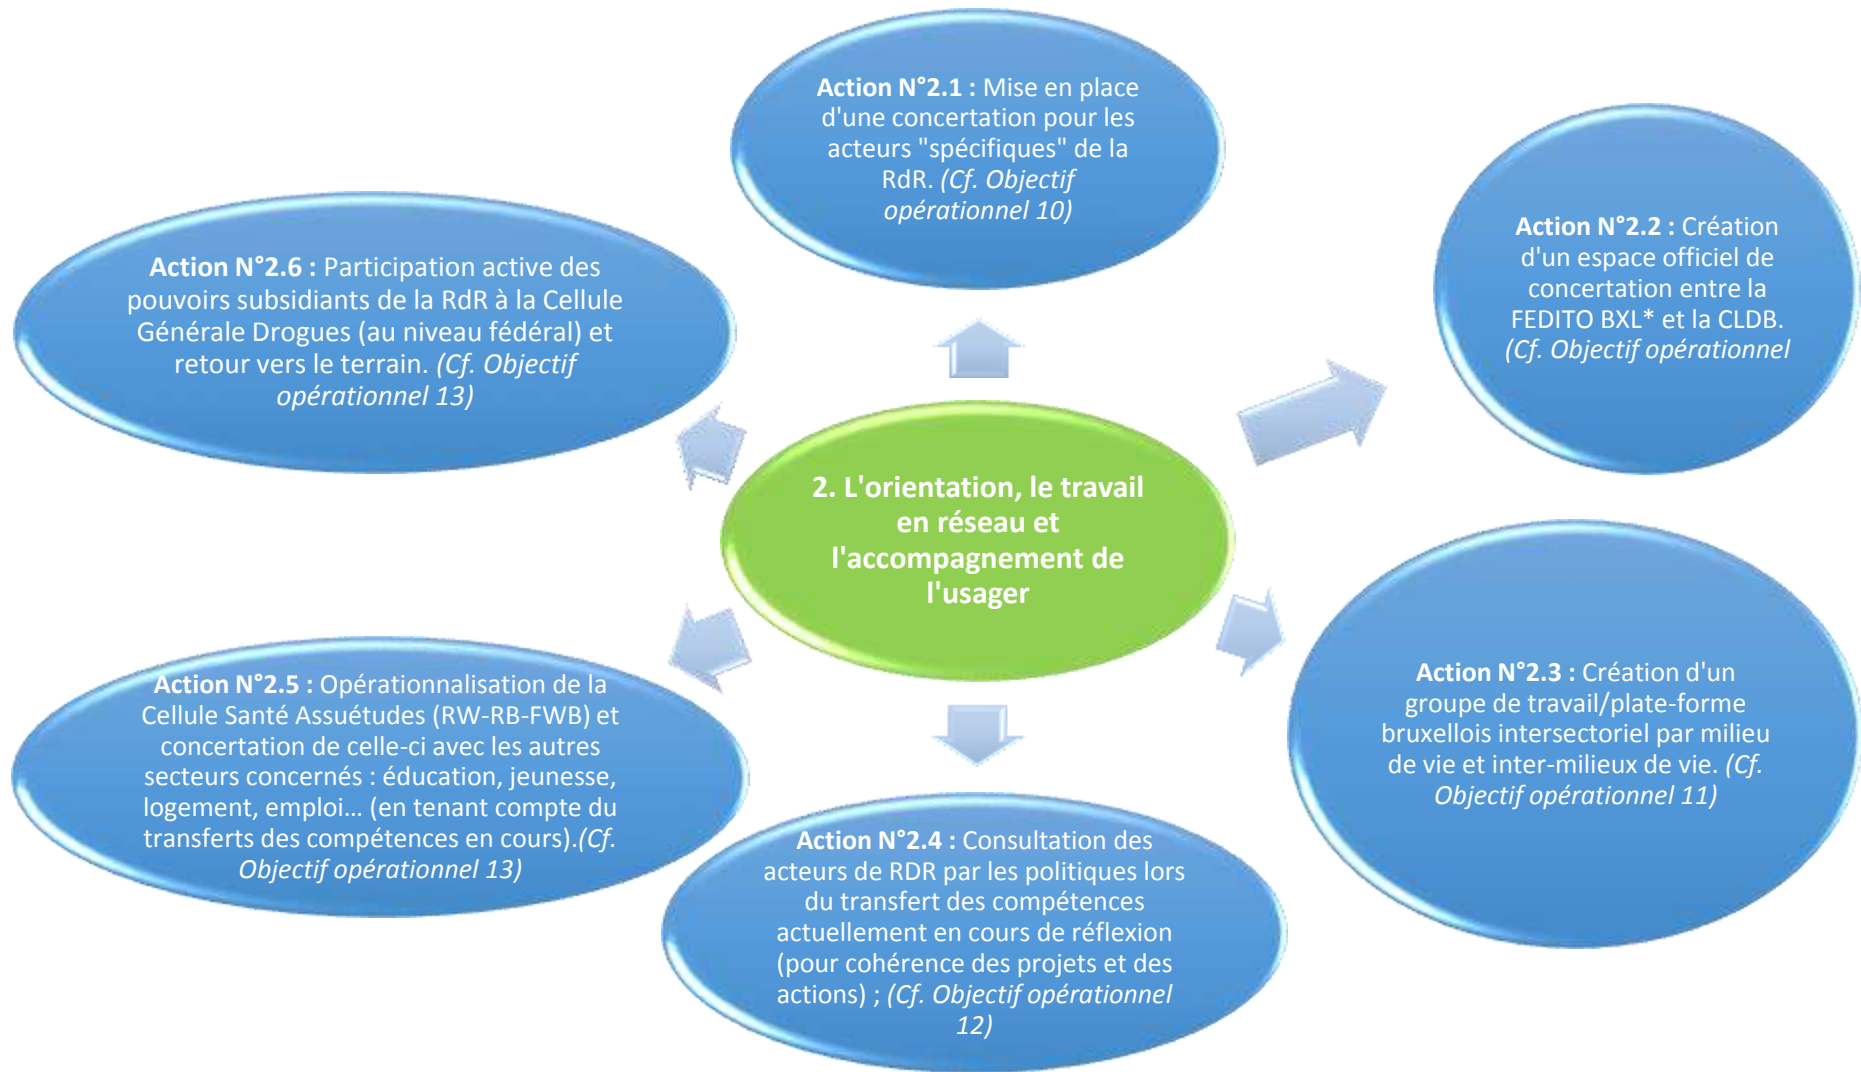 Action N°2.1 : Mise en place
d'une concertation pour les
acteurs "spécifiques" de la
RdR. (Cf. Objectif
opérationnel 10)
Action N°2.2 : Création
d'un espace officiel de
concertation entre la
FEDITO BXL* et la CLDB.
(Cf. Objectif opérationnel
Action N°2.6 : Participation active des
pouvoirs subsidiants de la RdR à la Cellule
Générale Drogues (au niveau fédéral) et
retour vers le terrain. (Cf. Objectif
opérationnel 13)
2. L'orientation, le travail
en réseau et
l'accompagnement de
l'usager
Action N°2.3 : Création d'un
groupe de travail/plate-forme
bruxellois intersectoriel par milieu
de vie et inter-milieux de vie. (Cf.
Objectif opérationnel 11)
Action N°2.5 : Opérationnalisation de la
Cellule Santé Assuétudes (RW-RB-FWB) et
concertation de celle-ci avec les autres
secteurs concernés : éducation, jeunesse,
logement, emploi… (en tenant compte du
transferts des compétences en cours).(Cf.
Objectif opérationnel 13)
Action N°2.4 : Consultation des
acteurs de RDR par les politiques lors
du transfert des compétences
actuellement en cours de réflexion
(pour cohérence des projets et des
actions) ; (Cf. Objectif opérationnel
12)